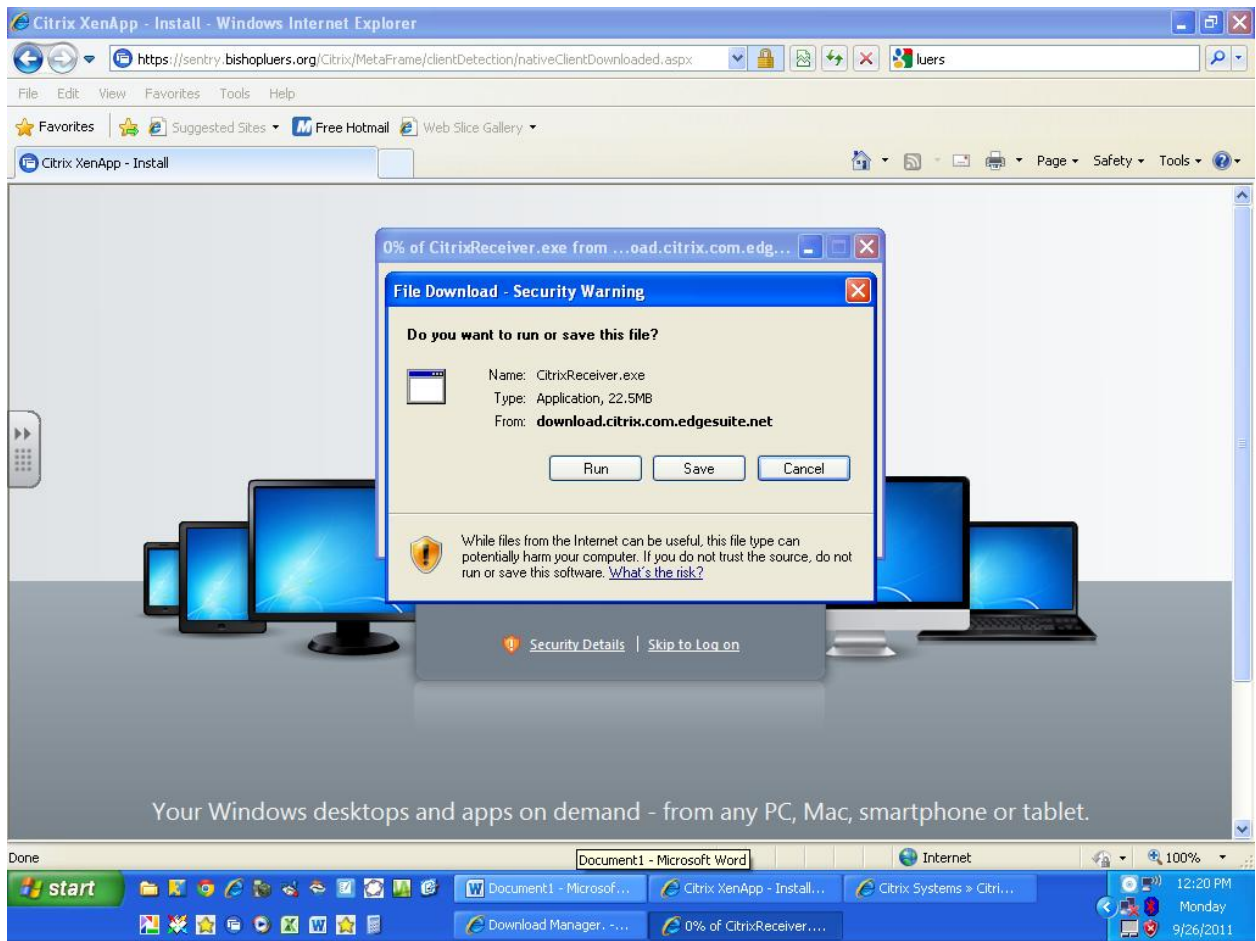 Citrix XenApp - Install - Windows Internet Explorer
https://sentry.bishopluers.org/Citrix/MetaFrame/clientDetection/nativeClientDownloaded.aspx
luers
File Edit View Favorites Tools Help
Favorites Suggested Sites Free Hotmail Web Slice Gallery
Citrix XenApp - Install
Page Safety Tools
0% of CitrixReceiver.exe from ...oad.citrix.com.edg...
File Download - Security Warning
Do you want to run or save this file?
Name: CitrixReceiver.exe
Type: Application, 22.5MB
From: download.citrix.com.edgesuite.net
Run Save Cancel
While files from the Internet can be useful, this file type can
potentially harm your computer. If you do not trust the source, do not
run or save this software. What's the risk?
Security Details | Skip to Log on
Your Windows desktops and apps on demand - from any PC, Mac, smartphone or tablet.
Done Document1 - Microsoft Word Internet 100%
start Document1 - Microsof... Citrix XenApp - Install... Citrix Systems » Citri... 12:20 PM
Monday
Download Manager. -... 0% of CitrixReceiver.... 9/26/2011